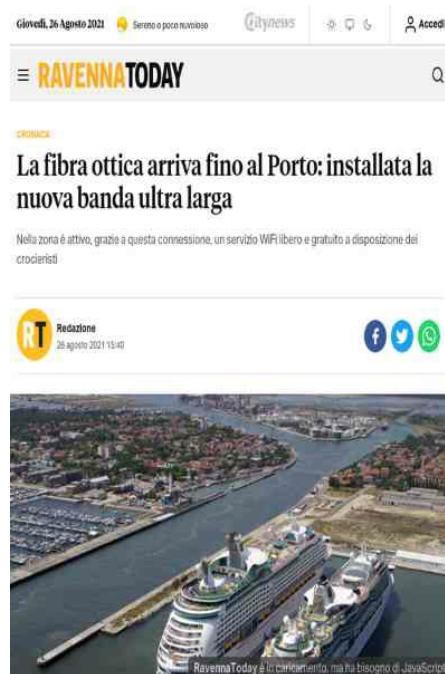 Giovedì, 26 Agosto 2021
Sereno o poco nuvoloso
Citynews
Accedi
RAVENNATODAY
CRONACA
La fibra ottica arriva fino al Porto: installata la
nuova banda ultra larga
Nella zona è attivo, grazie a questa connessione, un servizio WiFi libero e gratuito a disposizione dei
crocieristi
RT
Redazione
26 agosto 2021 15:40
RavennaToday è in caricamento, ma ha bisogno di JavaScript